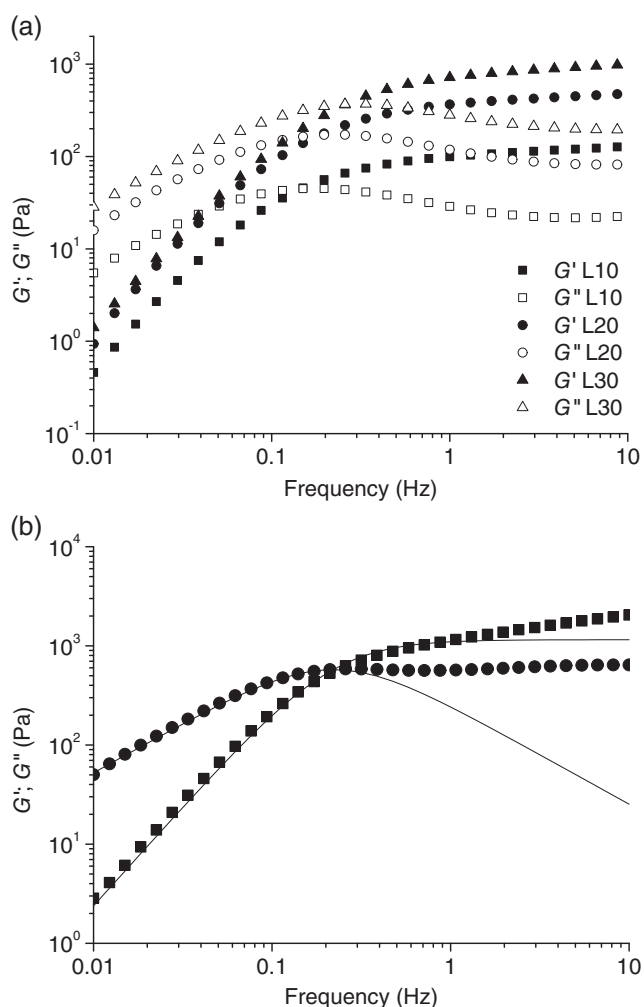 (a)
10³
10²
10¹
10⁰
10⁻¹
G'; G" (Pa)
G' L10
G" L10
G' L20
G" L20
G' L30
G" L30
0.01 0.1 1 10
Frequency (Hz)
(b)
10⁴
10³
10²
10¹
10⁰
G'; G" (Pa)
0.01 0.1 1 10
Frequency (Hz)